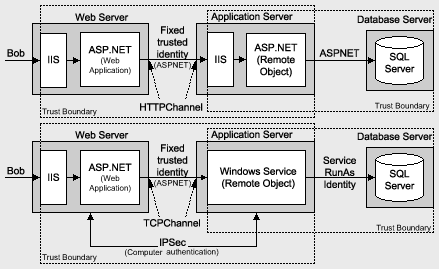 Web Server
Application Server
Database Server
Bob
IIS
ASP.NET
(Web
Application)
Fixed
trusted
identity
(ASPNET)
IIS
ASP.NET
(Remote
Object)
ASPNET
SQL
Server
HTTPChannel
Trust Boundary
Trust Boundary
Web Server
Application Server
Database Server
Bob
IIS
ASP.NET
(Web
Application)
Fixed
trusted
identity
(ASPNET)
Windows Service
(Remote Object)
Service
RunAs
Identity
SQL
Server
TCPChannel
Trust Boundary
IPSec
(Computer authentication)
Trust Boundary